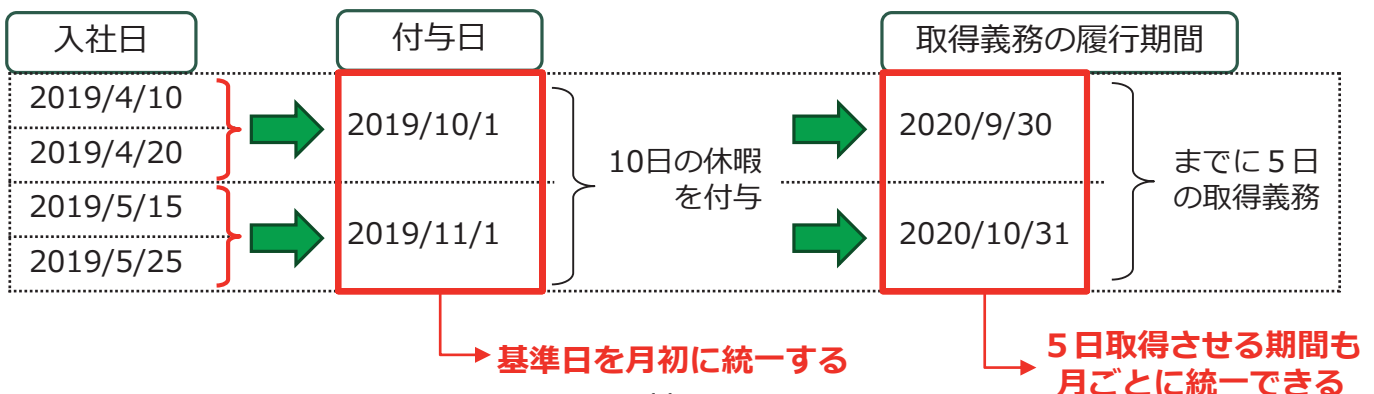 入社日
付与日
取得義務の履行期間
2019/4/10
2019/4/20
2019/5/15
2019/5/25
2019/10/1
2019/11/1
10日の休暇
を付与
2020/9/30
2020/10/31
までに５日
の取得義務
基準日を月初に統一する
５日取得させる期間も
月ごとに統一できる